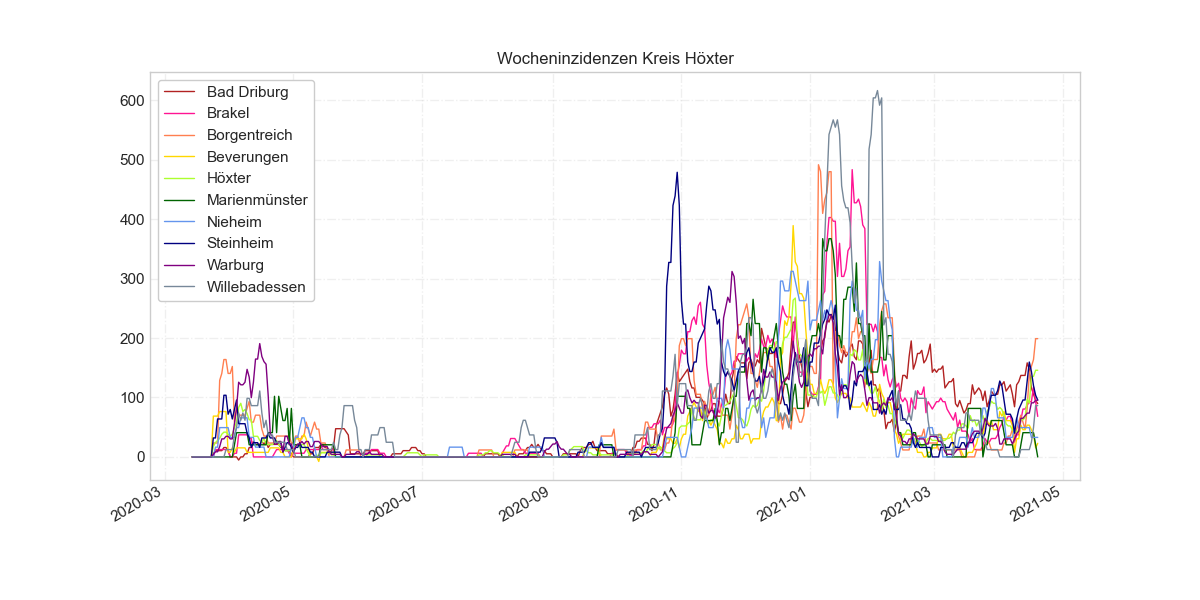 Wocheninzidenzen Kreis Höxter
Bad Driburg
Brakel
Borgentreich
Beverungen
Höxter
Marienmünster
Nieheim
Steinheim
Warburg
Willebadessen
600
500
400
300
200
100
0
2020-03
2020-05
2020-07
2020-09
2020-11
2021-01
2021-03
2021-05